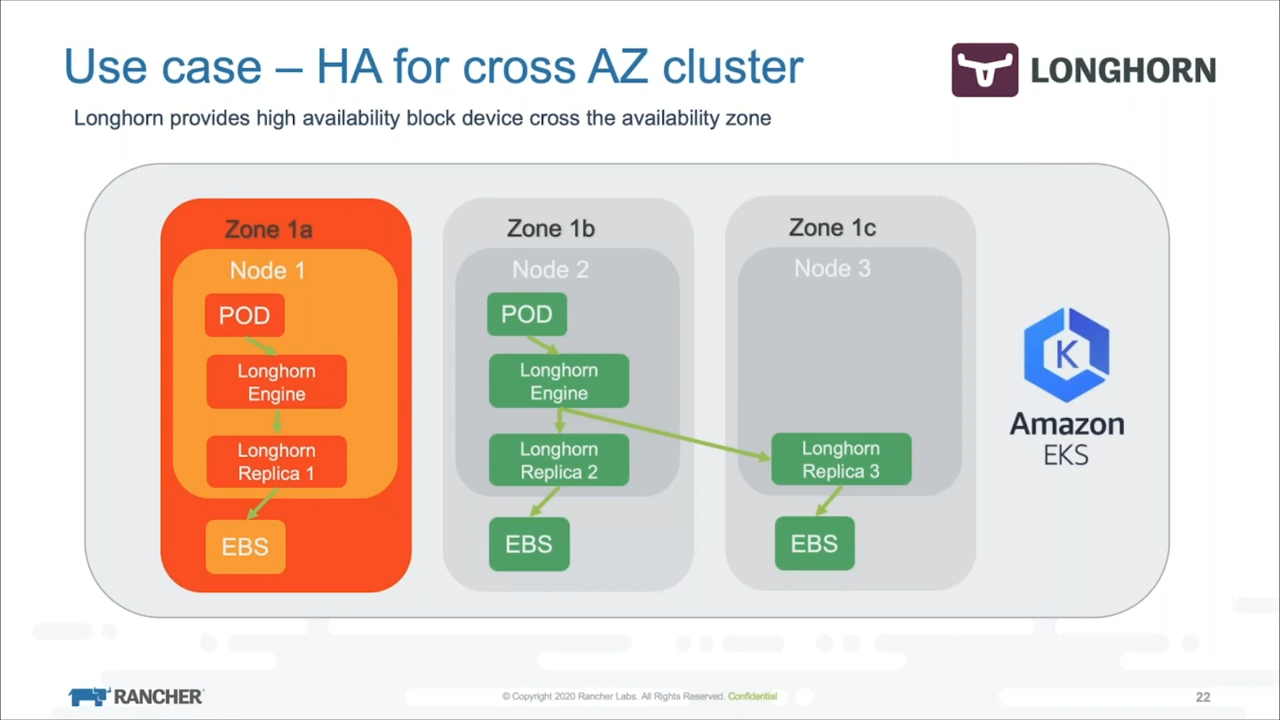 Use case – HA for cross AZ cluster
LONGHORN
Longhorn provides high availability block device cross the availability zone
Zone 1a
Node 1
POD
Longhorn
Engine
Longhorn
Replica 1
EBS
Zone 1b
Node 2
POD
Longhorn
Engine
Longhorn
Replica 2
EBS
Zone 1c
Node 3
Longhorn
Replica 3
EBS
K
Amazon
EKS
RANCHER
© Copyright 2020 Rancher Labs. All Rights Reserved. Confidential
22